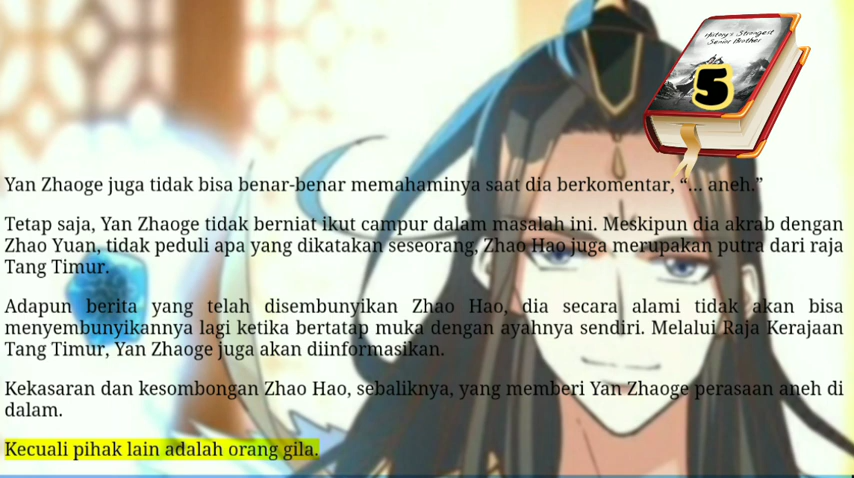 History's Strongest
Senior Brother
5
Yan Zhaoge juga tidak bisa benar-benar memahaminya saat dia berkomentar, “... aneh.”
Tetap saja, Yan Zhaoge tidak berniat ikut campur dalam masalah ini. Meskipun dia akrab dengan
Zhao Yuan, tidak peduli apa yang dikatakan seseorang, Zhao Hao juga merupakan putra dari raja
Tang Timur.
Adapun berita yang telah disembunyikan Zhao Hao, dia secara alami tidak akan bisa
menyembunyikannya lagi ketika bertatap muka dengan ayahnya sendiri. Melalui Raja Kerajaan
Tang Timur, Yan Zhaoge juga akan diinformasikan.
Kekasaran dan kesombongan Zhao Hao, sebaliknya, yang memberi Yan Zhaoge perasaan aneh di
dalam.
Kecuali pihak lain adalah orang gila.